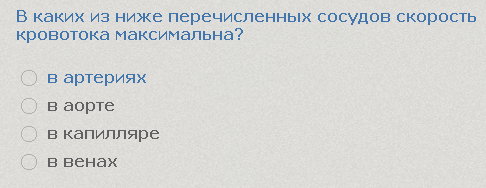 В каких из ниже перечисленных сосудов скорость
кровотока максимальна?
в артериях
в аорте
в капилляре
в венах